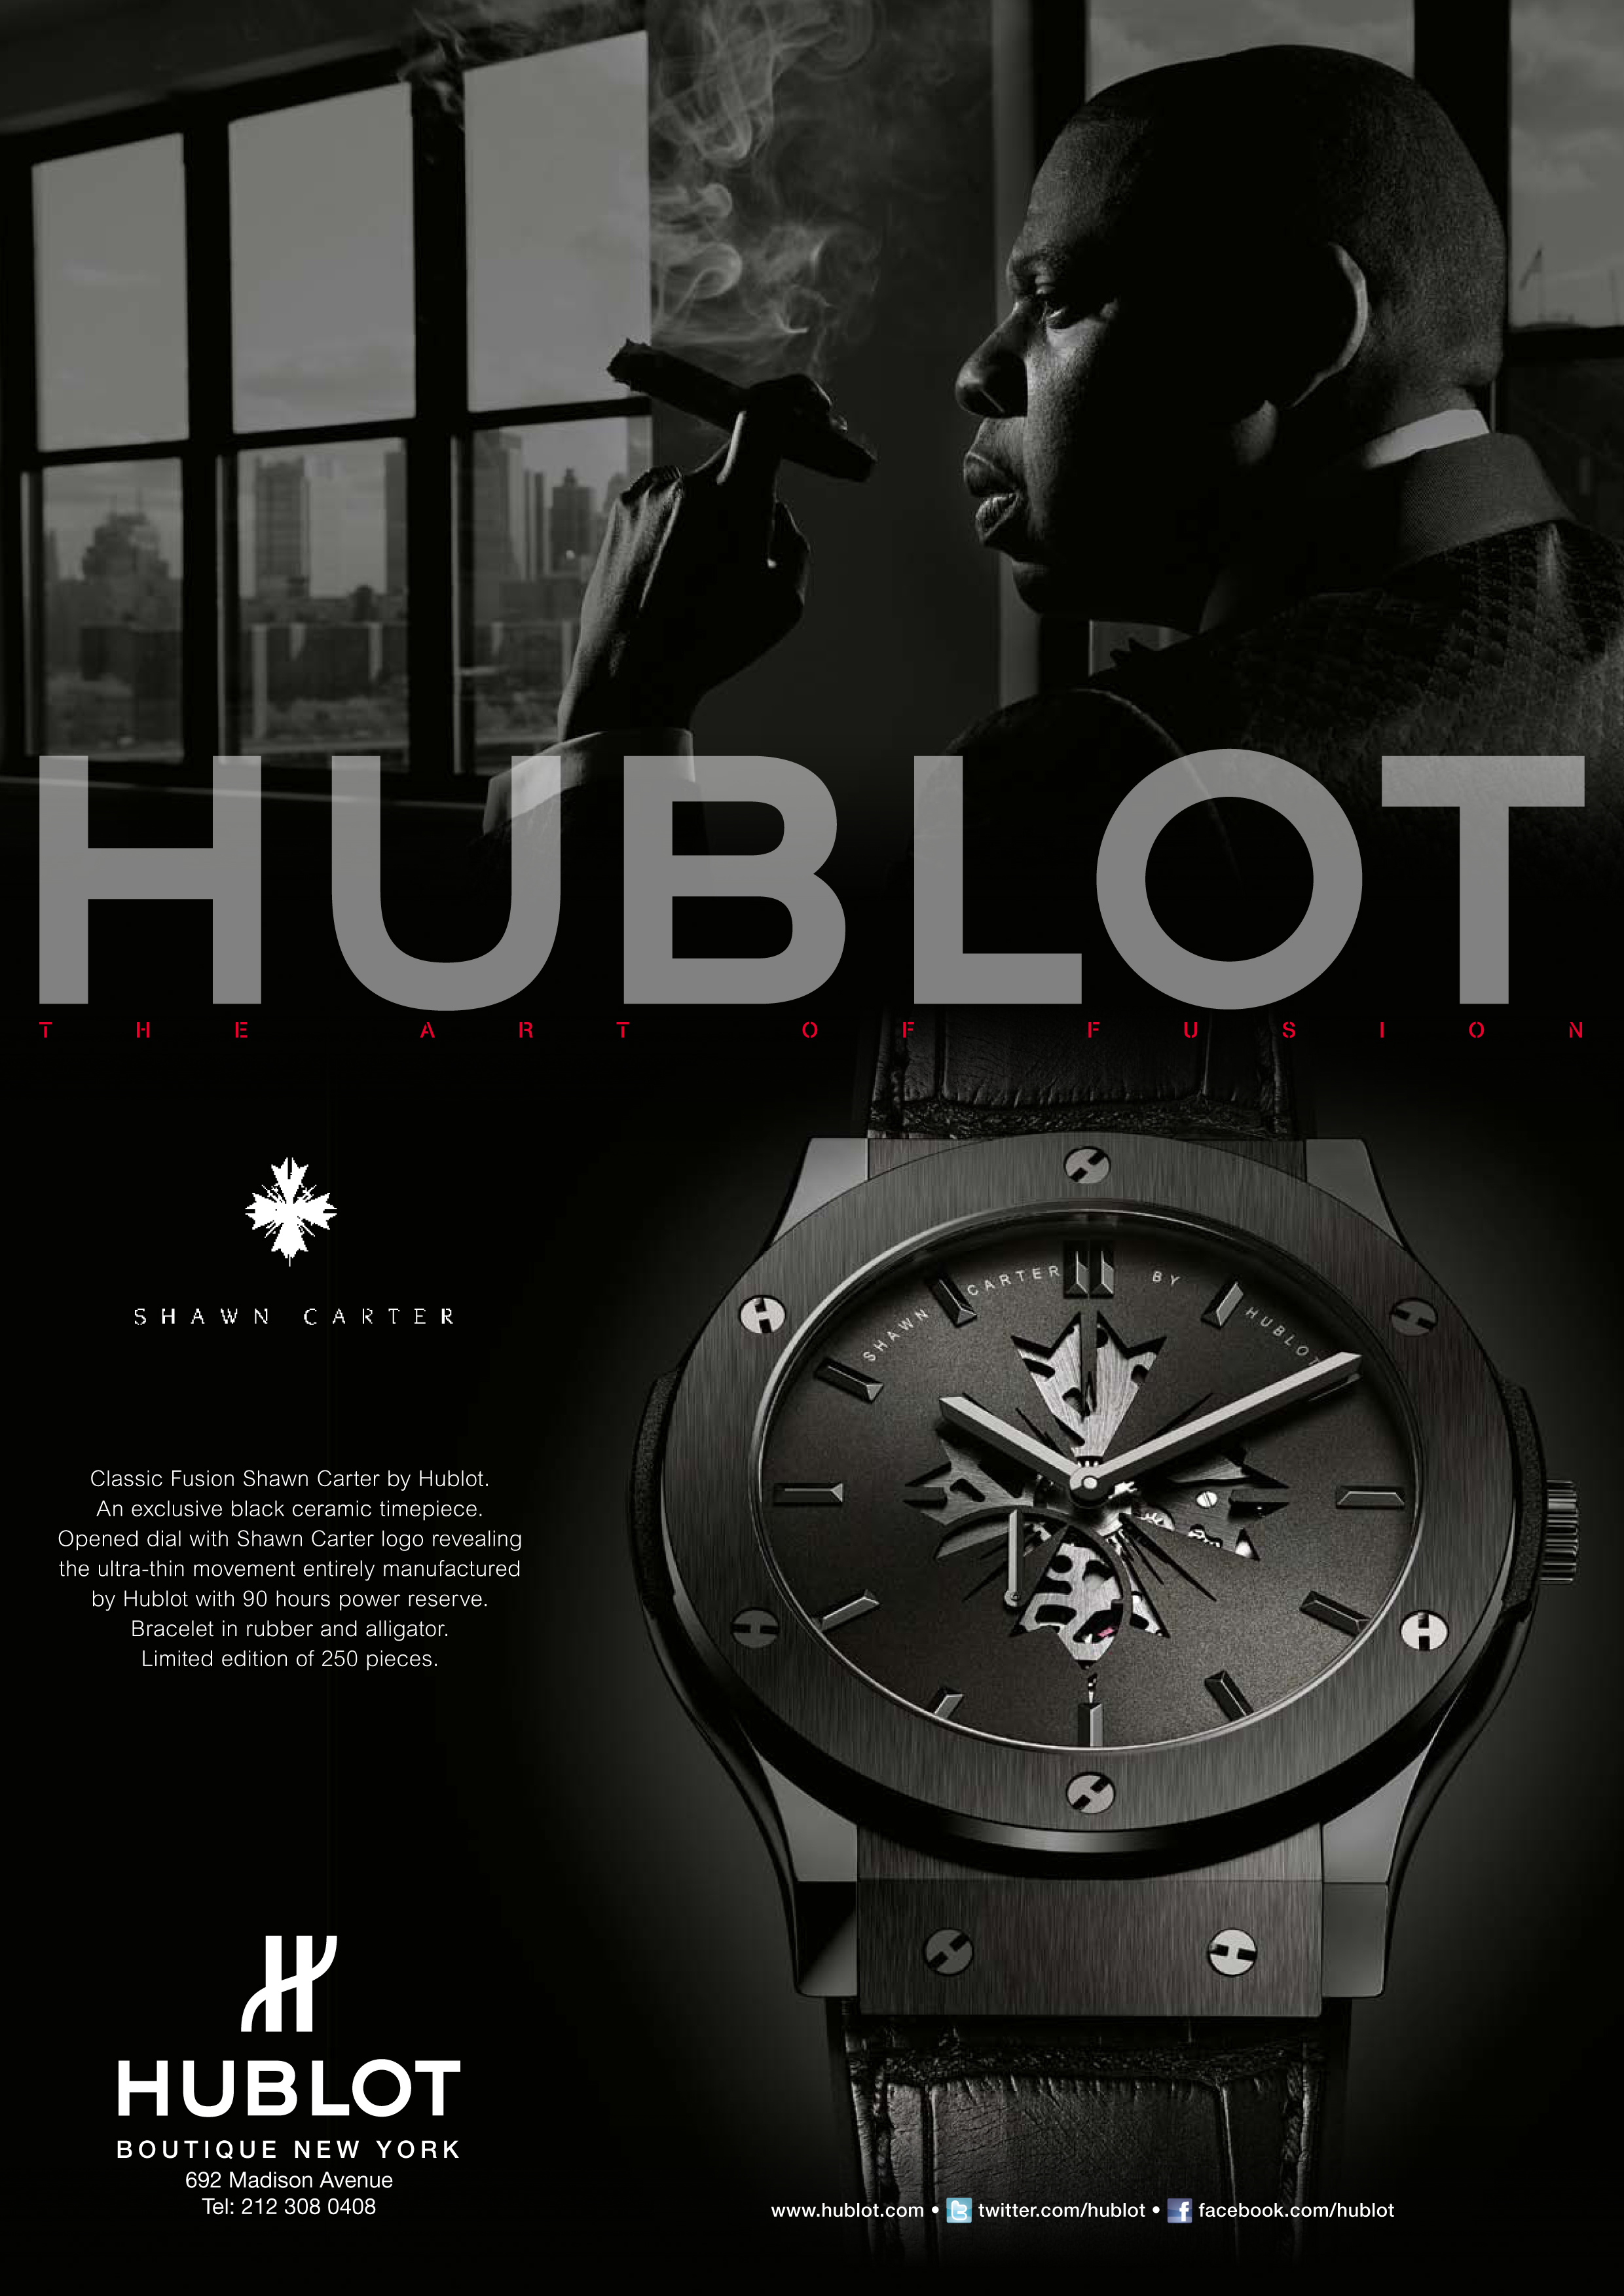 HUBLOT
THE ART OF FUSION
SHAWN CARTER
SHAWN CARTER BY HUBLOT
Classic Fusion Shawn Carter by Hublot.
An exclusive black ceramic timepiece.
Opened dial with Shawn Carter logo revealing
the ultra-thin movement entirely manufactured
by Hublot with 90 hours power reserve.
Bracelet in rubber and alligator.
Limited edition of 250 pieces.
HUBLOT
BOUTIQUE NEW YORK
692 Madison Avenue
Tel: 212 308 0408
www.hublot.com • twitter.com/hublot • facebook.com/hublot